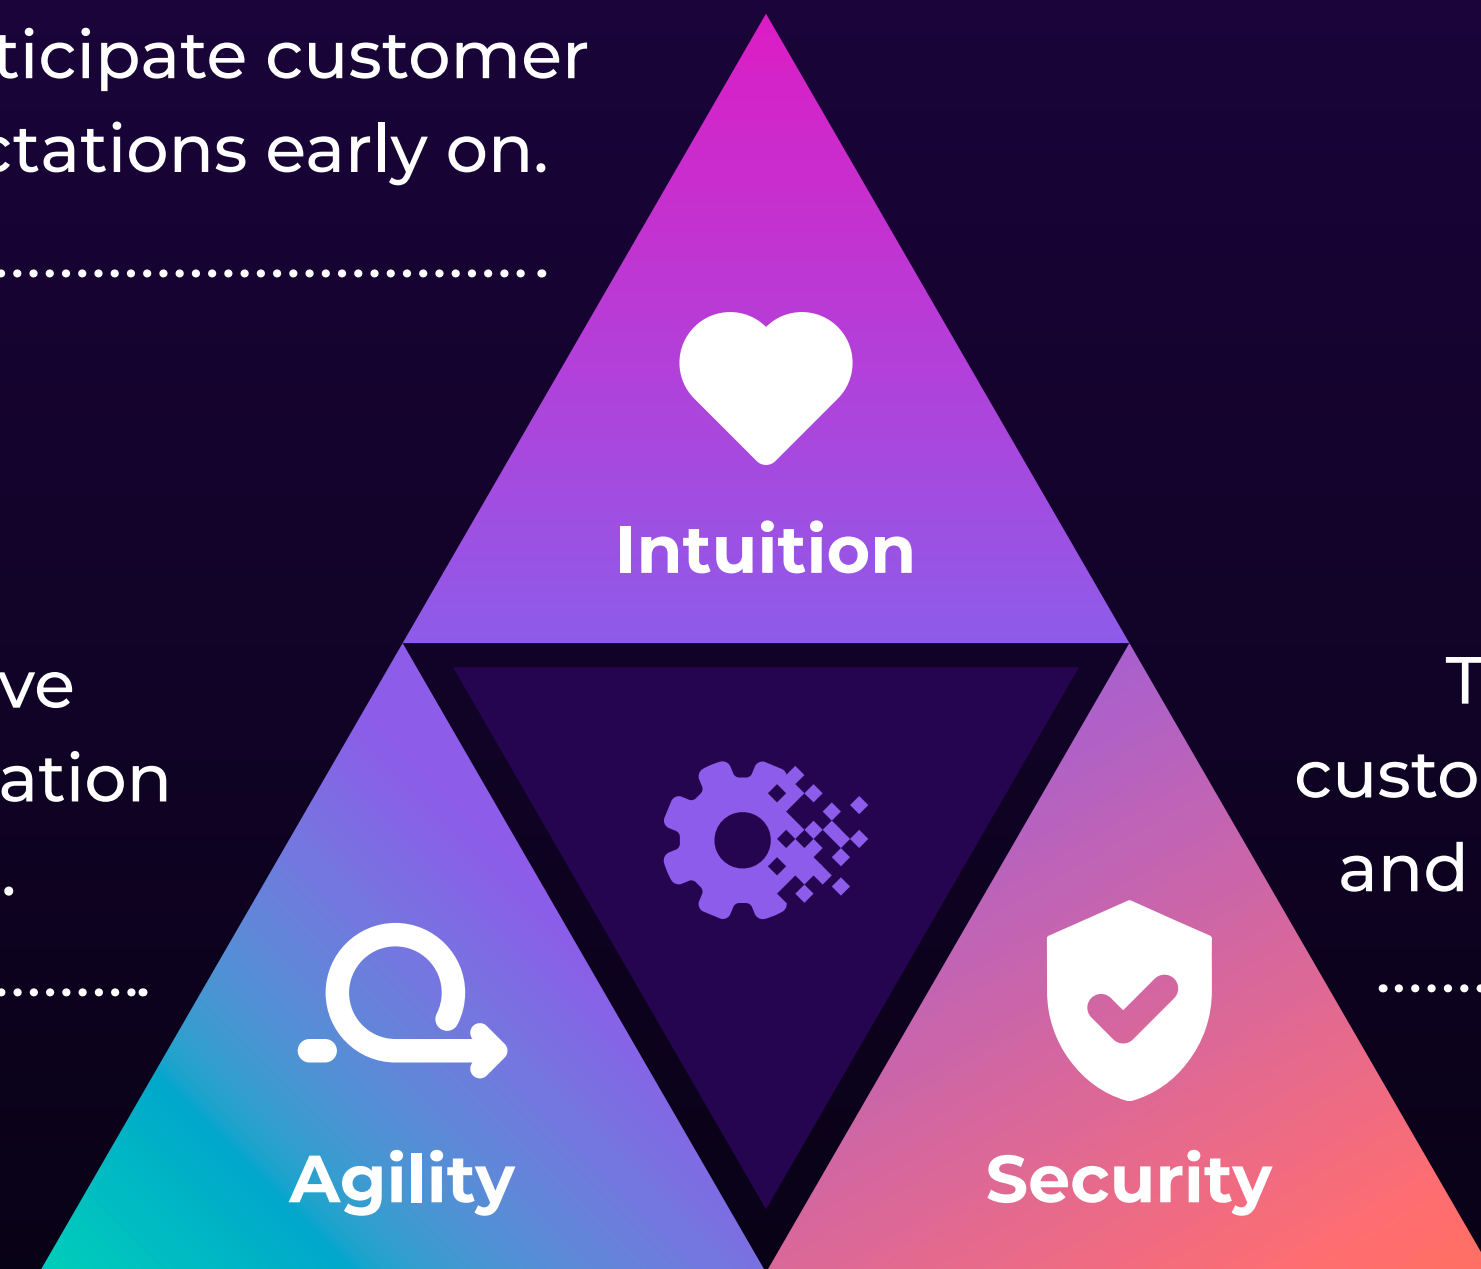 ticipate customer
ctations early on.
Intuition
ve
ation
.
T
custo
and
Agility
Security